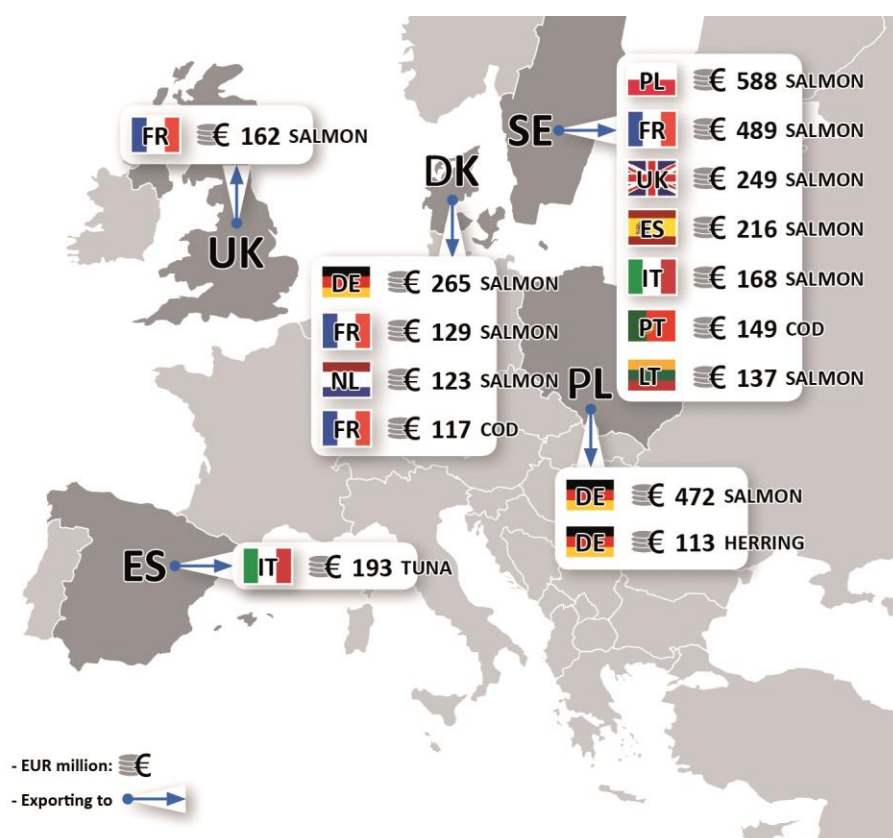 FR € 162 SALMON
UK
SE
PL € 588 SALMON
FR € 489 SALMON
UK € 249 SALMON
ES € 216 SALMON
IT € 168 SALMON
PT € 149 COD
LT € 137 SALMON
DK
DE € 265 SALMON
FR € 129 SALMON
NL € 123 SALMON
FR € 117 COD
PL
DE € 472 SALMON
DE € 113 HERRING
ES
IT € 193 TUNA
- EUR million: €
- Exporting to